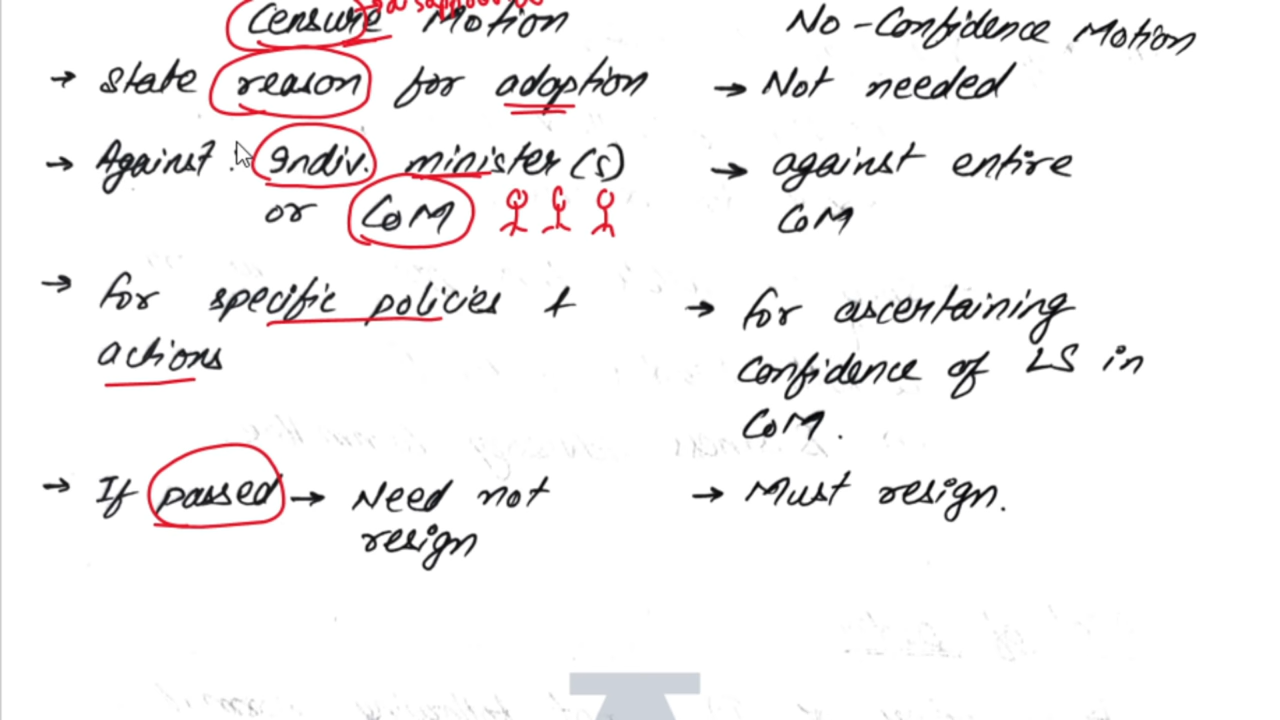 Censure Motion
No-Confidence Motion
→ State reason for adoption
→ Not needed
→ Against Indiv. minister(s)
or CoM
→ against entire
CoM
→ for specific policies +
actions
→ for ascertaining
confidence of LS in
CoM.
→ If passed → Need not
resign
→ Must resign.